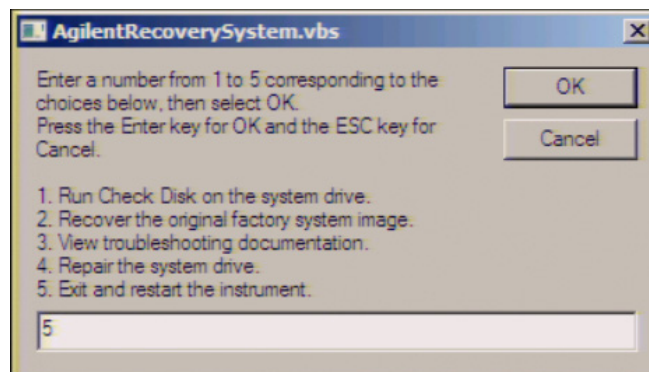 AgilentRecoverySystem.vbs
Enter a number from 1 to 5 corresponding to the
choices below, then select OK.
Press the Enter key for OK and the ESC key for
Cancel.
OK
Cancel
1. Run Check Disk on the system drive.
2. Recover the original factory system image.
3. View troubleshooting documentation.
4. Repair the system drive.
5. Exit and restart the instrument.
5